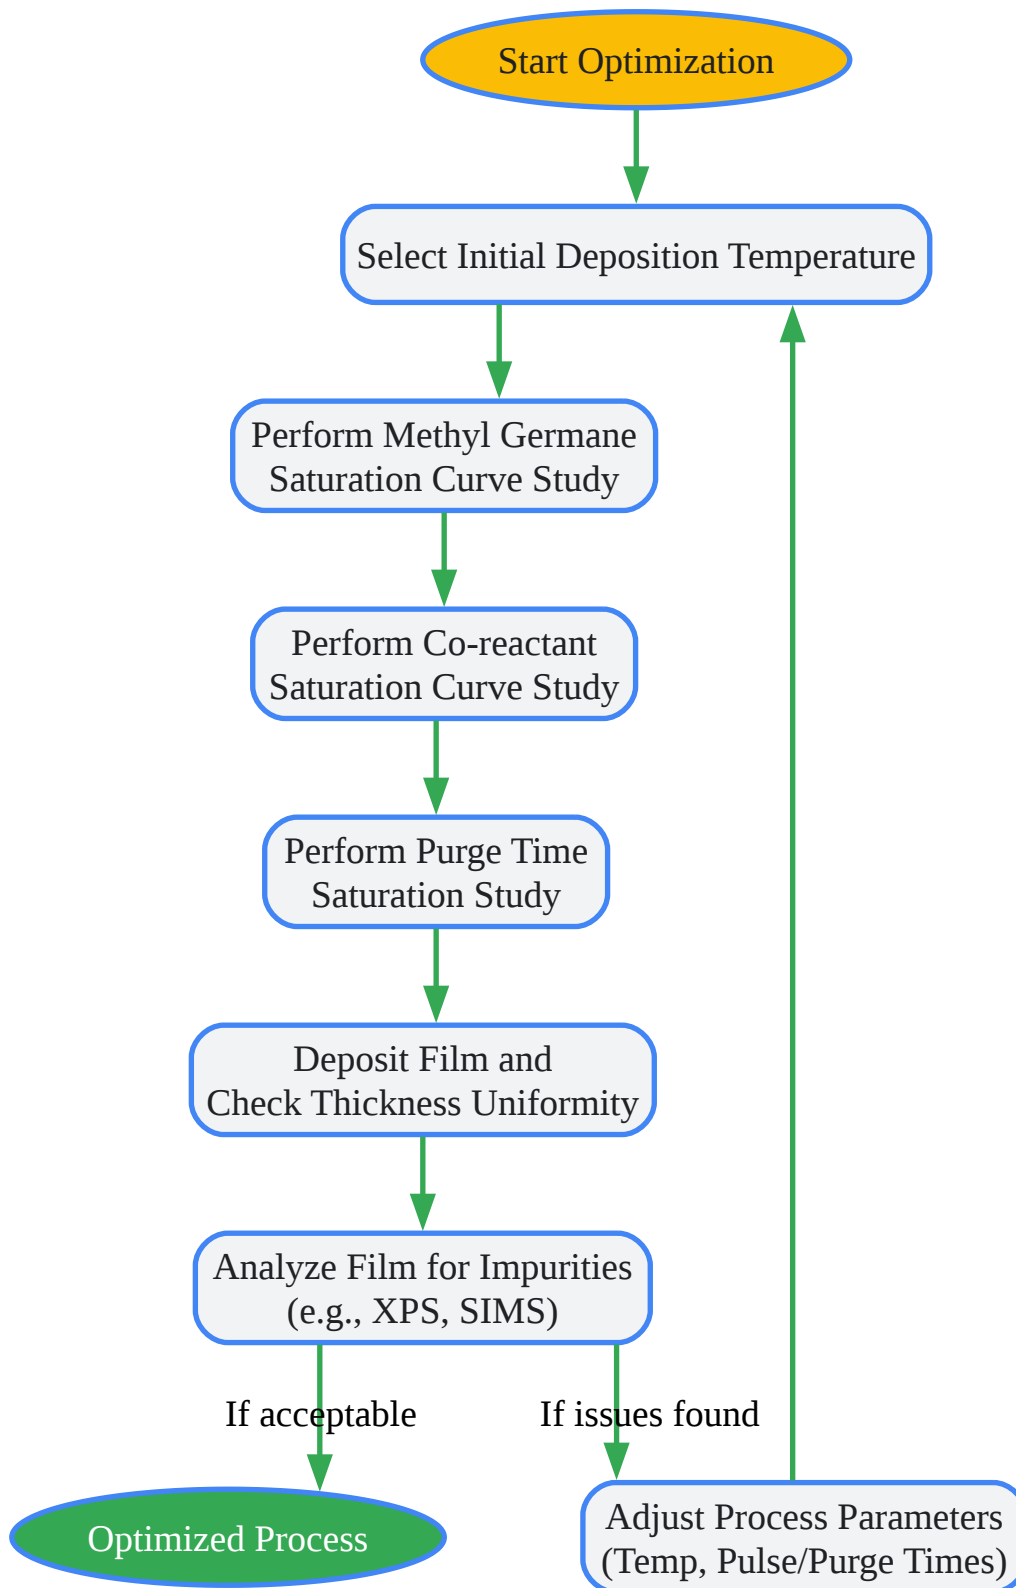 Start Optimization
Select Initial Deposition Temperature
Perform Methyl Germane
Saturation Curve Study
Perform Co-reactant
Saturation Curve Study
Perform Purge Time
Saturation Study
Deposit Film and
Check Thickness Uniformity
Analyze Film for Impurities
(e.g., XPS, SIMS)
If acceptable
If issues found
Optimized Process
Adjust Process Parameters
(Temp, Pulse/Purge Times)